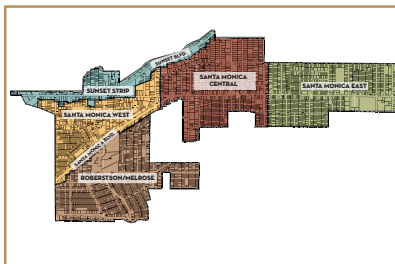 SUNSET BLVD.
SANTA MONICA
CENTRAL
SANTA MONICA EAST
SUNSET STRIP
SANTA MONICA WEST
SANTA MONICA BLVD.
ROBERSTSON/MELROSE